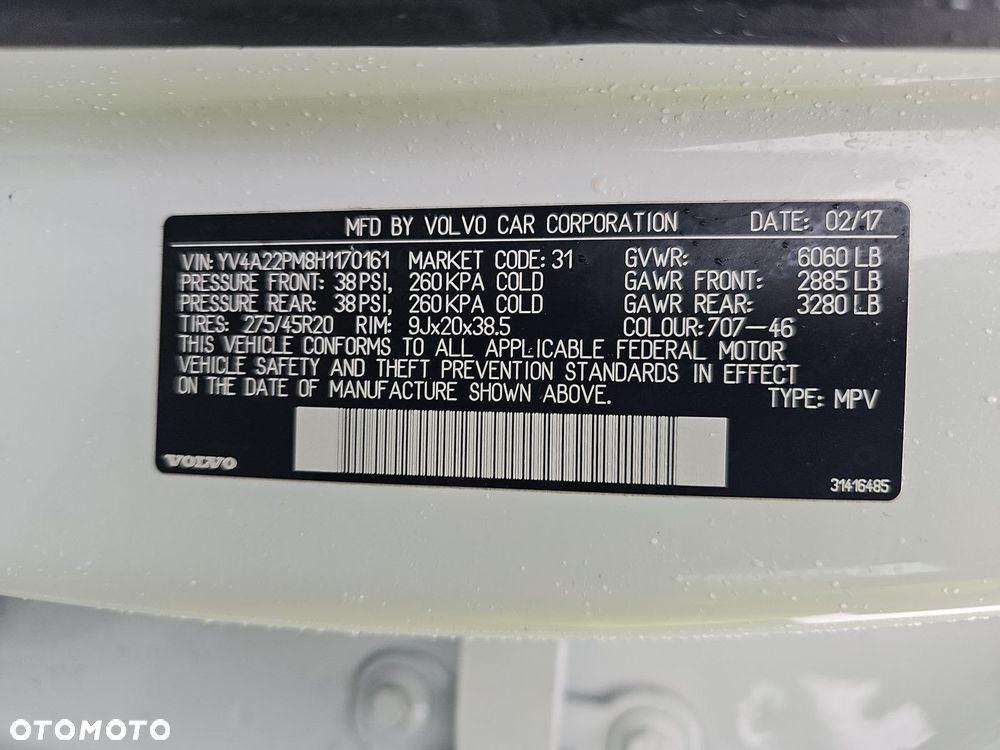 MFD BY VOLVO CAR CORPORATION DATE: 02/17
VIN: YV4A22PM8H1170161 MARKET CODE: 31 GVWR: 6060 LB
PRESSURE FRONT: 38 PSI, 260 KPA COLD GAWR FRONT: 2885 LB
PRESSURE REAR: 38 PSI, 260 KPA COLD GAWR REAR: 3280 LB
TIRES: 275/45R20 RIM: 9Jx20x38.5 COLOUR: 707-46
THIS VEHICLE CONFORMS TO ALL APPLICABLE FEDERAL MOTOR
VEHICLE SAFETY AND THEFT PREVENTION STANDARDS IN EFFECT
ON THE DATE OF MANUFACTURE SHOWN ABOVE. TYPE: MPV
VOLVO 31416485
OTOMOTO